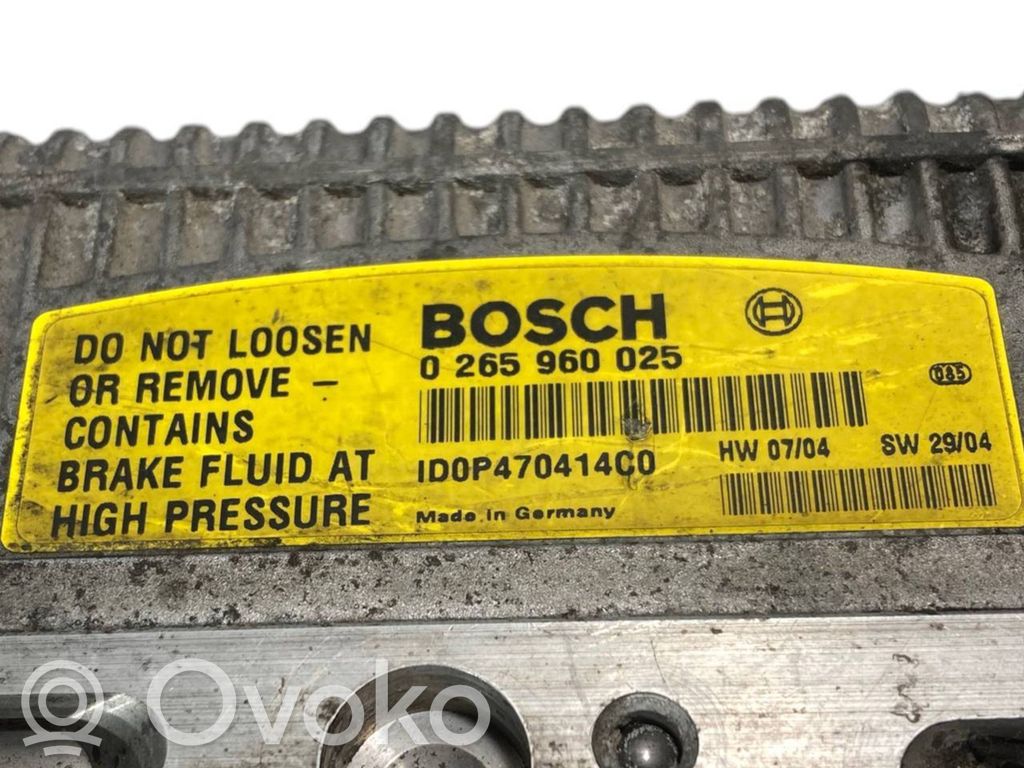 DO NOT LOOSEN
OR REMOVE –
CONTAINS
BRAKE FLUID AT
HIGH PRESSURE
BOSCH
0 265 960 025
085
ID0P470414C0
HW 07/04 SW 29/04
Made in Germany
Ovoko